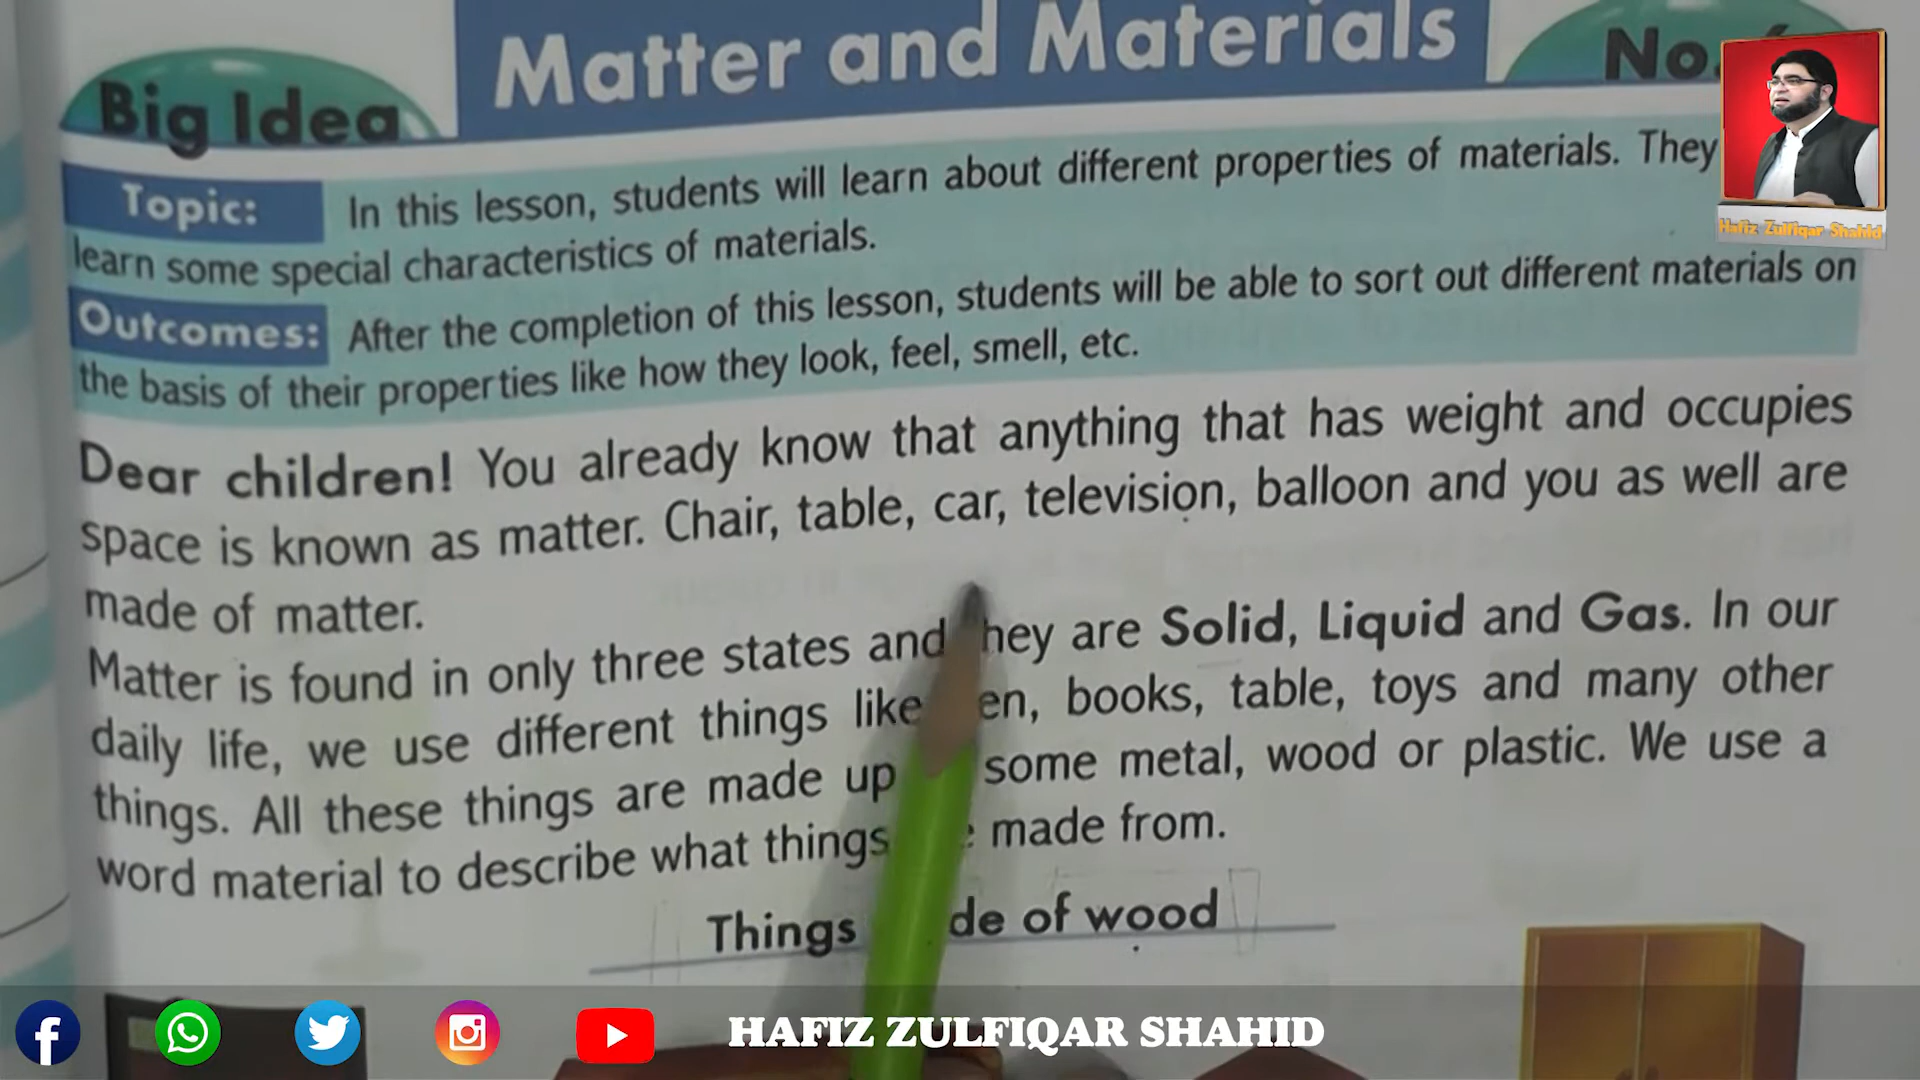 Matter and Materials
Big Idea
No.
Hafiz Zulfiqar Shahid
Topic: In this lesson, students will learn about different properties of materials. They
learn some special characteristics of materials.
Outcomes: After the completion of this lesson, students will be able to sort out different materials on
the basis of their properties like how they look, feel, smell, etc.
Dear children! You already know that anything that has weight and occupies
space is known as matter. Chair, table, car, television, balloon and you as well are
made of matter.
Matter is found in only three states and hey are Solid, Liquid and Gas. In our
daily life, we use different things like en, books, table, toys and many other
things. All these things are made up some metal, wood or plastic. We use a
word material to describe what things made from.
Things de of wood
HAFIZ ZULFIQAR SHAHID